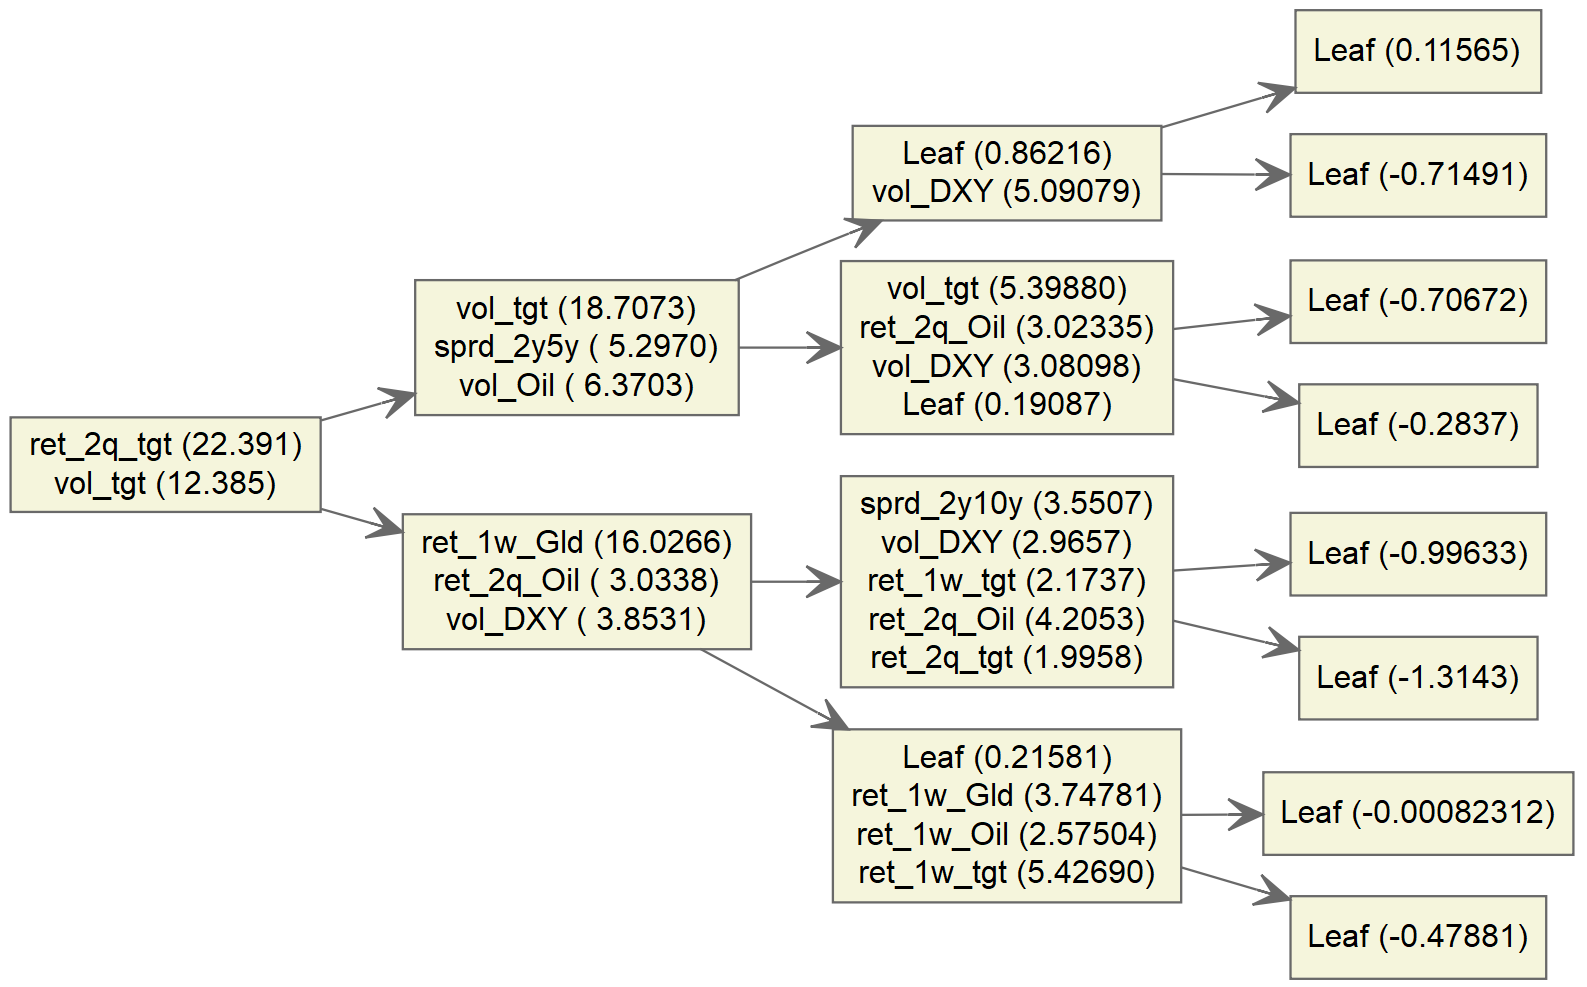 ret_2q_tgt (22.391)
vol_tgt (12.385)
vol_tgt (18.7073)
sprd_2y5y ( 5.2970)
vol_Oil ( 6.3703)
ret_1w_Gld (16.0266)
ret_2q_Oil ( 3.0338)
vol_DXY ( 3.8531)
Leaf (0.86216)
vol_DXY (5.09079)
vol_tgt (5.39880)
ret_2q_Oil (3.02335)
vol_DXY (3.08098)
Leaf (0.19087)
sprd_2y10y (3.5507)
vol_DXY (2.9657)
ret_1w_tgt (2.1737)
ret_2q_Oil (4.2053)
ret_2q_tgt (1.9958)
Leaf (0.21581)
ret_1w_Gld (3.74781)
ret_1w_Oil (2.57504)
ret_1w_tgt (5.42690)
Leaf (0.11565)
Leaf (-0.71491)
Leaf (-0.70672)
Leaf (-0.2837)
Leaf (-0.99633)
Leaf (-1.3143)
Leaf (-0.00082312)
Leaf (-0.47881)